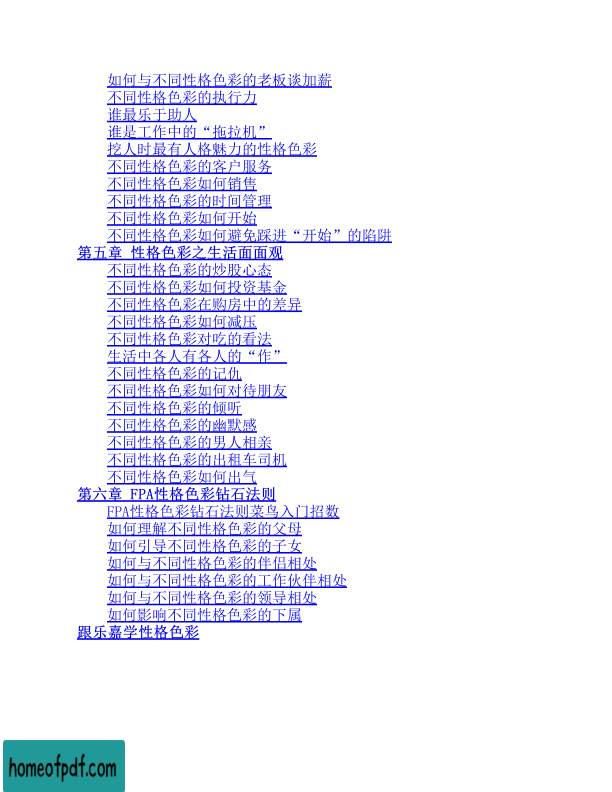 如何与不同性格色彩的老板谈加薪
不同性格色彩的执行力
谁最乐于助人
谁是工作中的“拖拉机”
挖人时最有人格魅力的性格色彩
不同性格色彩的客户服务
不同性格色彩如何销售
不同性格色彩的时间管理
不同性格色彩如何开始
不同性格色彩如何避免踩进“开始”的陷阱
第五章 性格色彩之生活面面观
不同性格色彩的炒股心态
不同性格色彩如何投资基金
不同性格色彩在购房中的差异
不同性格色彩如何减压
不同性格色彩对吃的看法
生活中各人有各人的“作”
不同性格色彩的记仇
不同性格色彩如何对待朋友
不同性格色彩的倾听
不同性格色彩的幽默感
不同性格色彩的男人相亲
不同性格色彩的出租车司机
不同性格色彩如何出气
第六章 FPA性格色彩钻石法则
FPA性格色彩钻石法则菜鸟入门招数
如何理解不同性格色彩的父母
如何引导不同性格色彩的子女
如何与不同性格色彩的伴侣相处
如何与不同性格色彩的工作伙伴相处
如何与不同性格色彩的领导相处
如何影响不同性格色彩的下属
跟乐嘉学性格色彩
homeofpdf.com